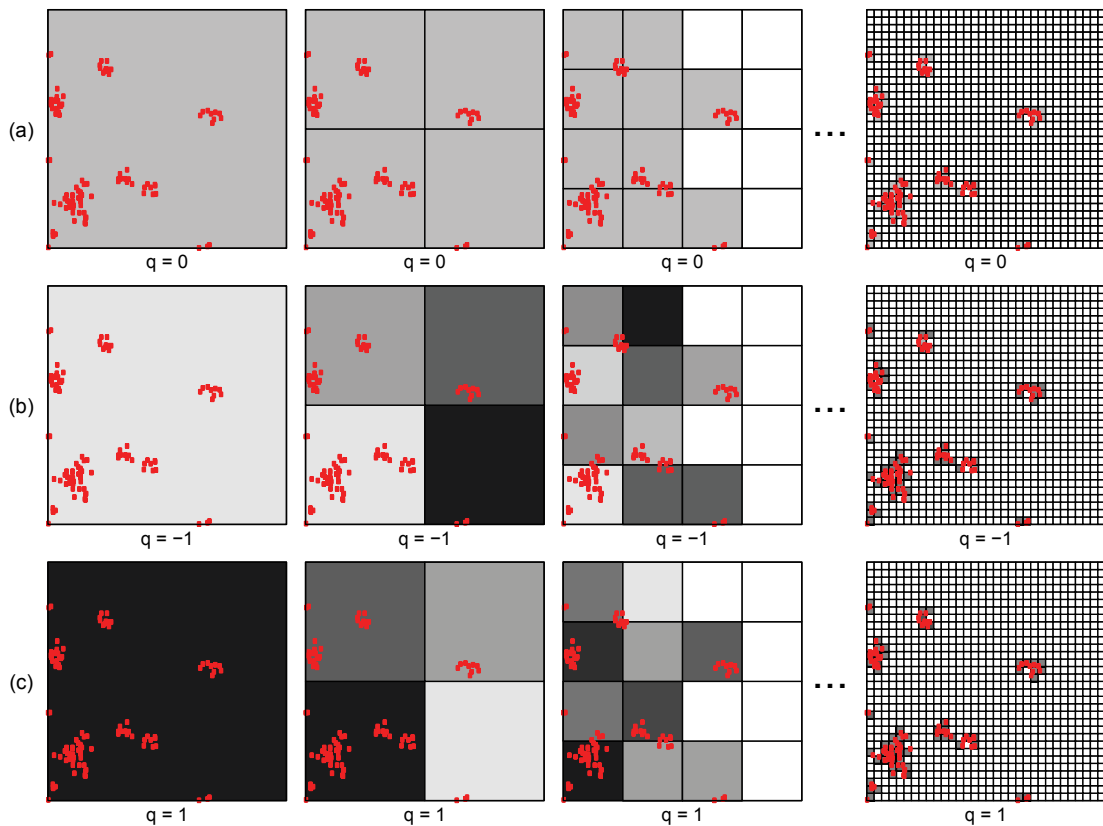 (a)
...
q = 0
q = 0
q = 0
q = 0
(b)
...
q = −1
q = −1
q = −1
q = −1
(c)
...
q = 1
q = 1
q = 1
q = 1